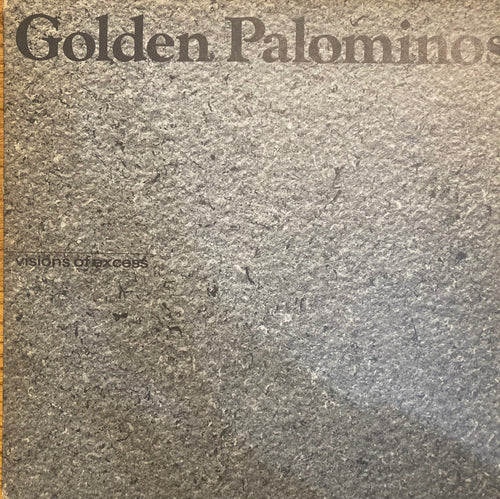 Golden Palominos
visions of excess